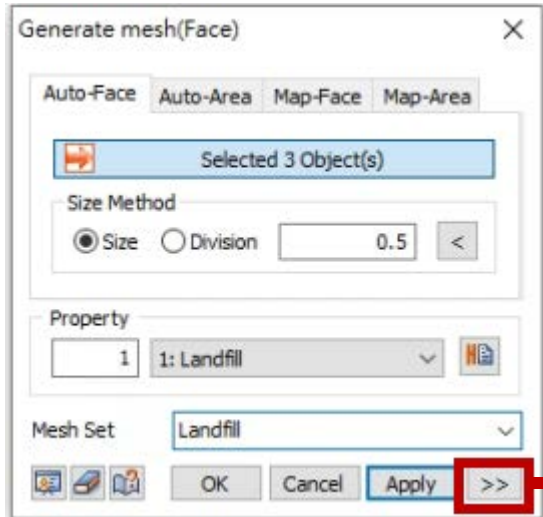 Generate mesh(Face)
Auto-Face Auto-Area Map-Face Map-Area
Selected 3 Object(s)
Size Method
Size Division 0.5 <
Property
1 1: Landfill
Mesh Set Landfill
OK Cancel Apply >>